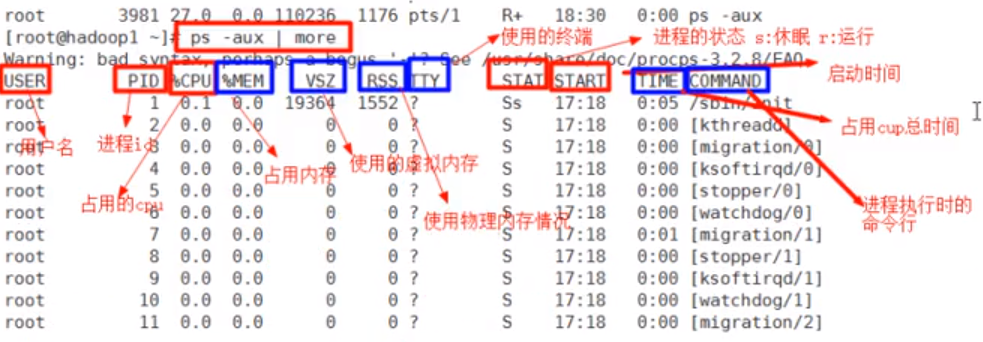 root 3981 27.0 0.0 110236 1176 pts/1 R+ 18:30 0:00 ps -aux
[root@hadoop1 ~]# ps -aux | more
使用的终端 进程的状态 s:休眠 r:运行
Warning: bad syntax, perhaps a bogus '-'? See /usr/share/doc/procps-3.2.8/FAQ
启动时间
USER PID %CPU %MEM VSZ RSS TTY STAT START TIME COMMAND
root 1 0.1 0.0 19364 1552 ? Ss 17:18 0:05 /sbin/init
占用cup总时间
root 2 0.0 0.0 0 0 ? S 17:18 0:00 [kthreadd]
用户名 进程id
root 3 0.0 0.0 0 0 ? S 17:18 0:00 [migration/0]
占用内存 使用的虚拟内存
root 4 0.0 0.0 0 0 ? S 17:18 0:00 [ksoftirqd/0]
root 5 0.0 0.0 0 0 ? S 17:18 0:00 [stopper/0]
占用的cpu 使用物理内存情况 进程执行时的
命令行
root 6 0.0 0.0 0 0 ? S 17:18 0:00 [watchdog/0]
root 7 0.0 0.0 0 0 ? S 17:18 0:01 [migration/1]
root 8 0.0 0.0 0 0 ? S 17:18 0:00 [stopper/1]
root 9 0.0 0.0 0 0 ? S 17:18 0:00 [ksoftirqd/1]
root 10 0.0 0.0 0 0 ? S 17:18 0:00 [watchdog/1]
root 11 0.0 0.0 0 0 ? S 17:18 0:00 [migration/2]